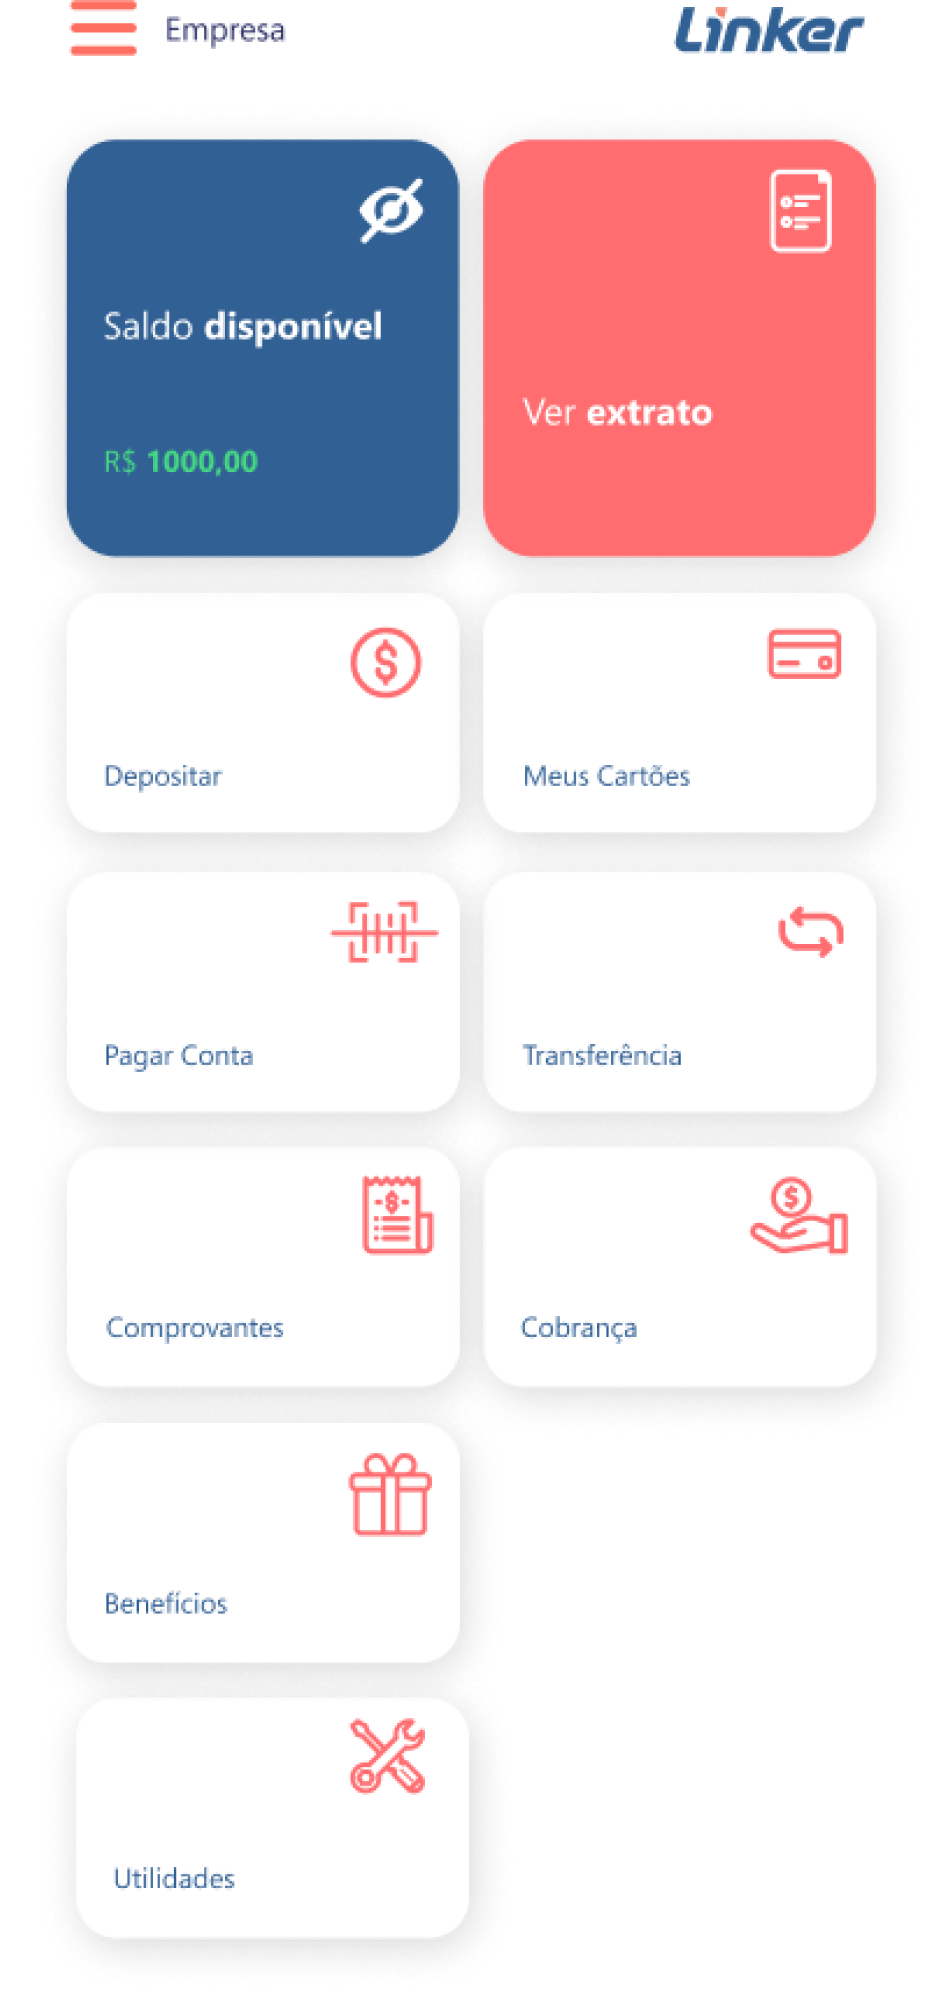 Empresa
Linker
Saldo disponível
R$ 1000,00
Ver extrato
Depositar
Meus Cartões
Pagar Conta
Transferência
Comprovantes
Cobrança
Benefícios
Utilidades